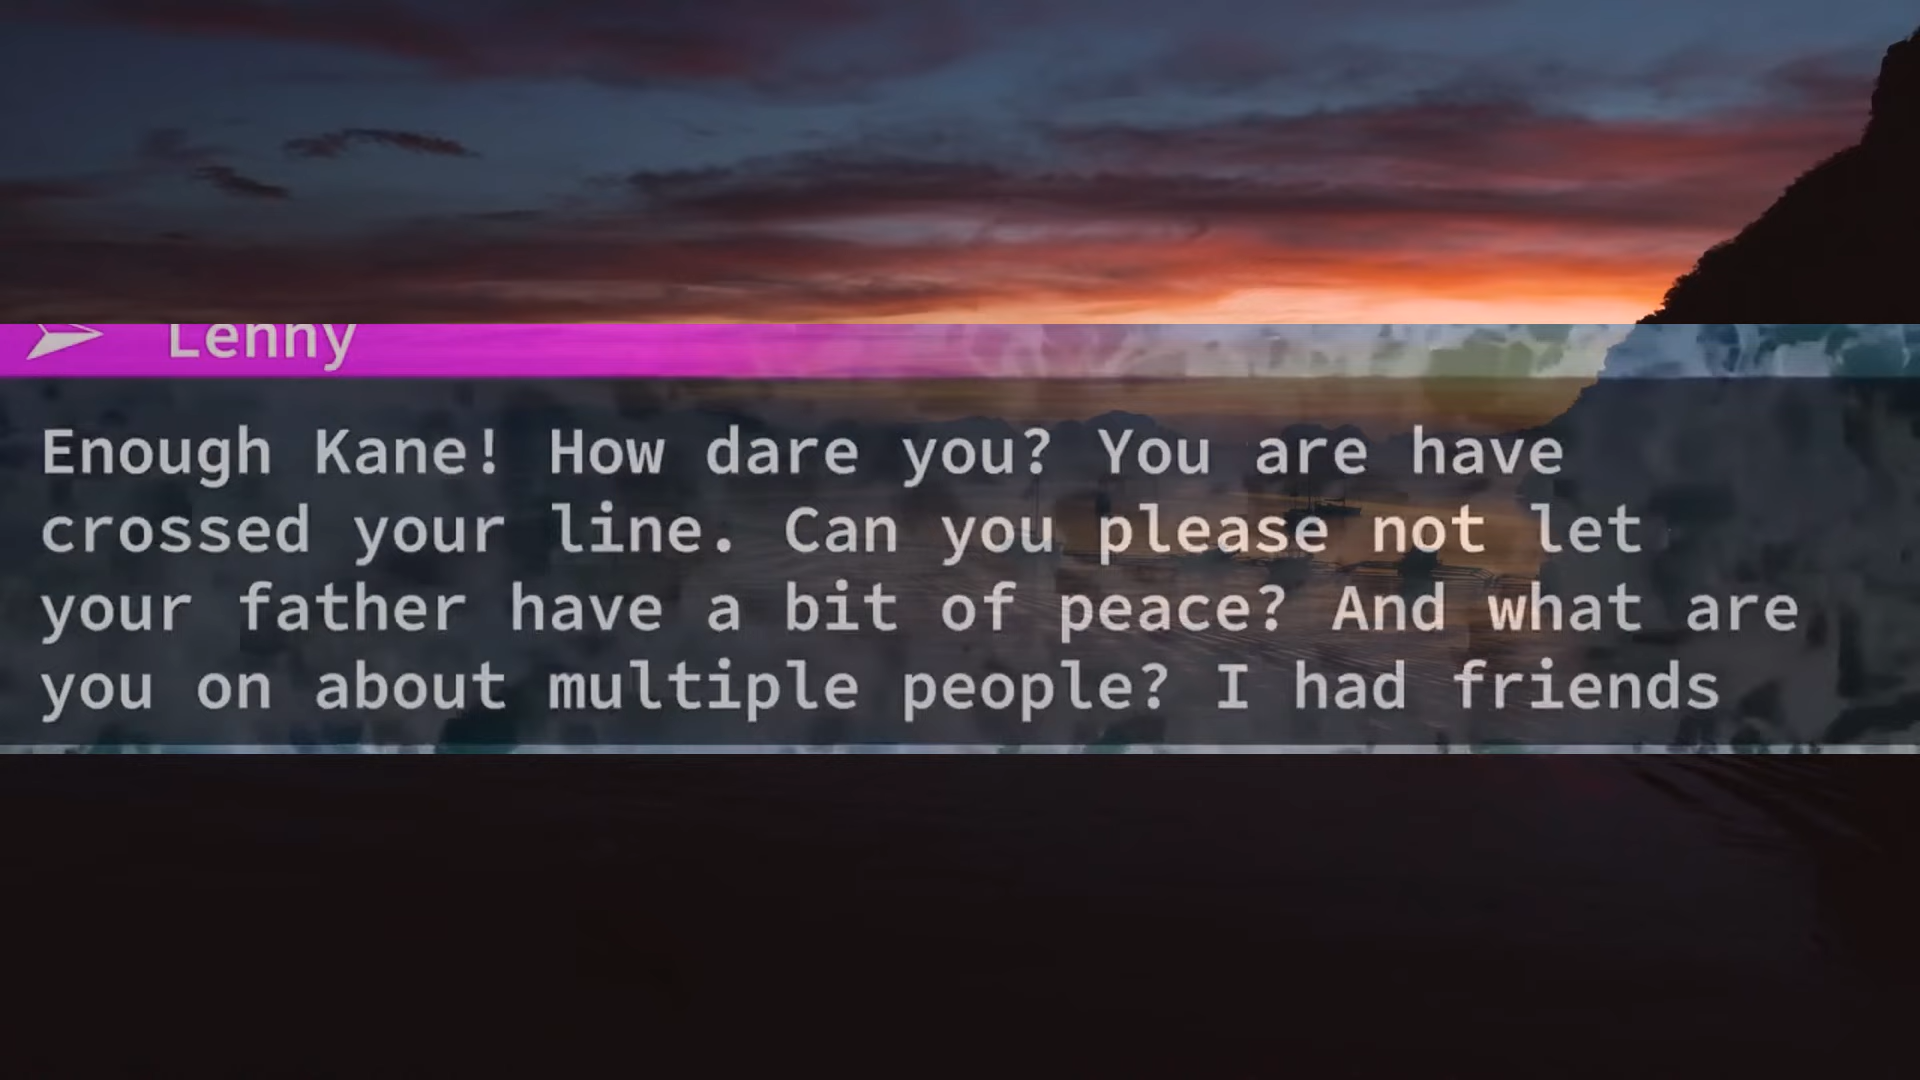 Lenny
Enough Kane! How dare you? You are have
crossed your line. Can you please not let
your father have a bit of peace? And what are
you on about multiple people? I had friends